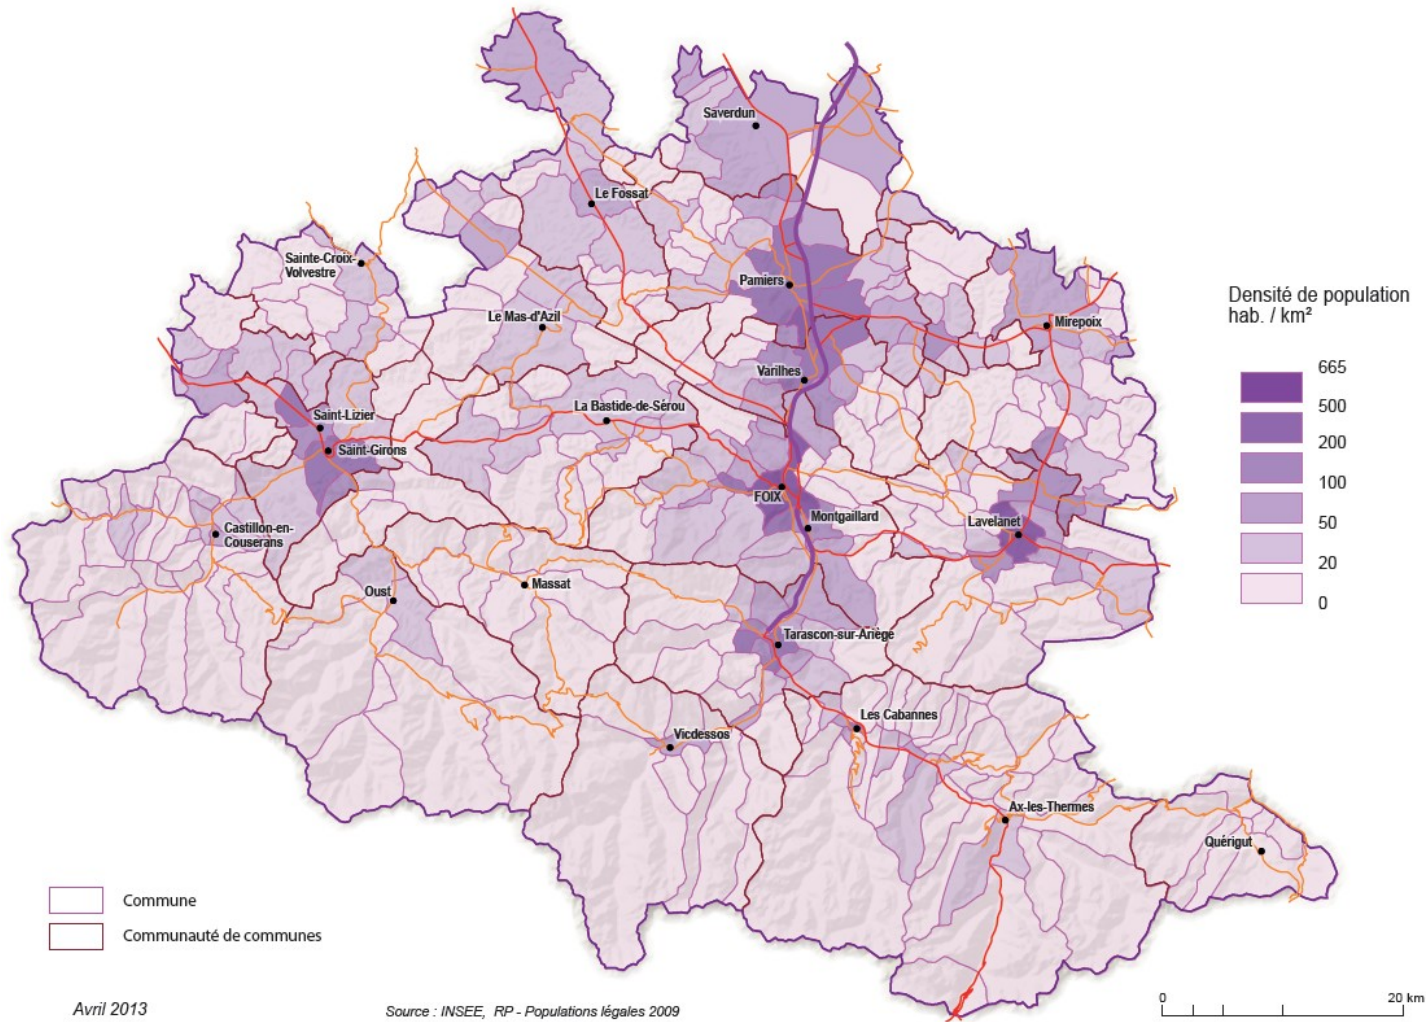 Saverdun
Le Fossat
Sainte-Croix-
Volvestre
Pamiers
Le Mas-d'Azil
Mirepoix
Varilhes
La Bastide-de-Sérou
Saint-Lizier
Saint-Girons
FOIX
Montgaillard
Lavelanet
Castillon-en-
Couserans
Massat
Oust
Tarascon-sur-Ariège
Les Cabannes
Vicdessos
Ax-les-Thermes
Quérigut
Densité de population
hab. / km²
665
500
200
100
50
20
0
Commune
Communauté de communes
Avril 2013
Source : INSEE, RP - Populations légales 2009
0
20 km